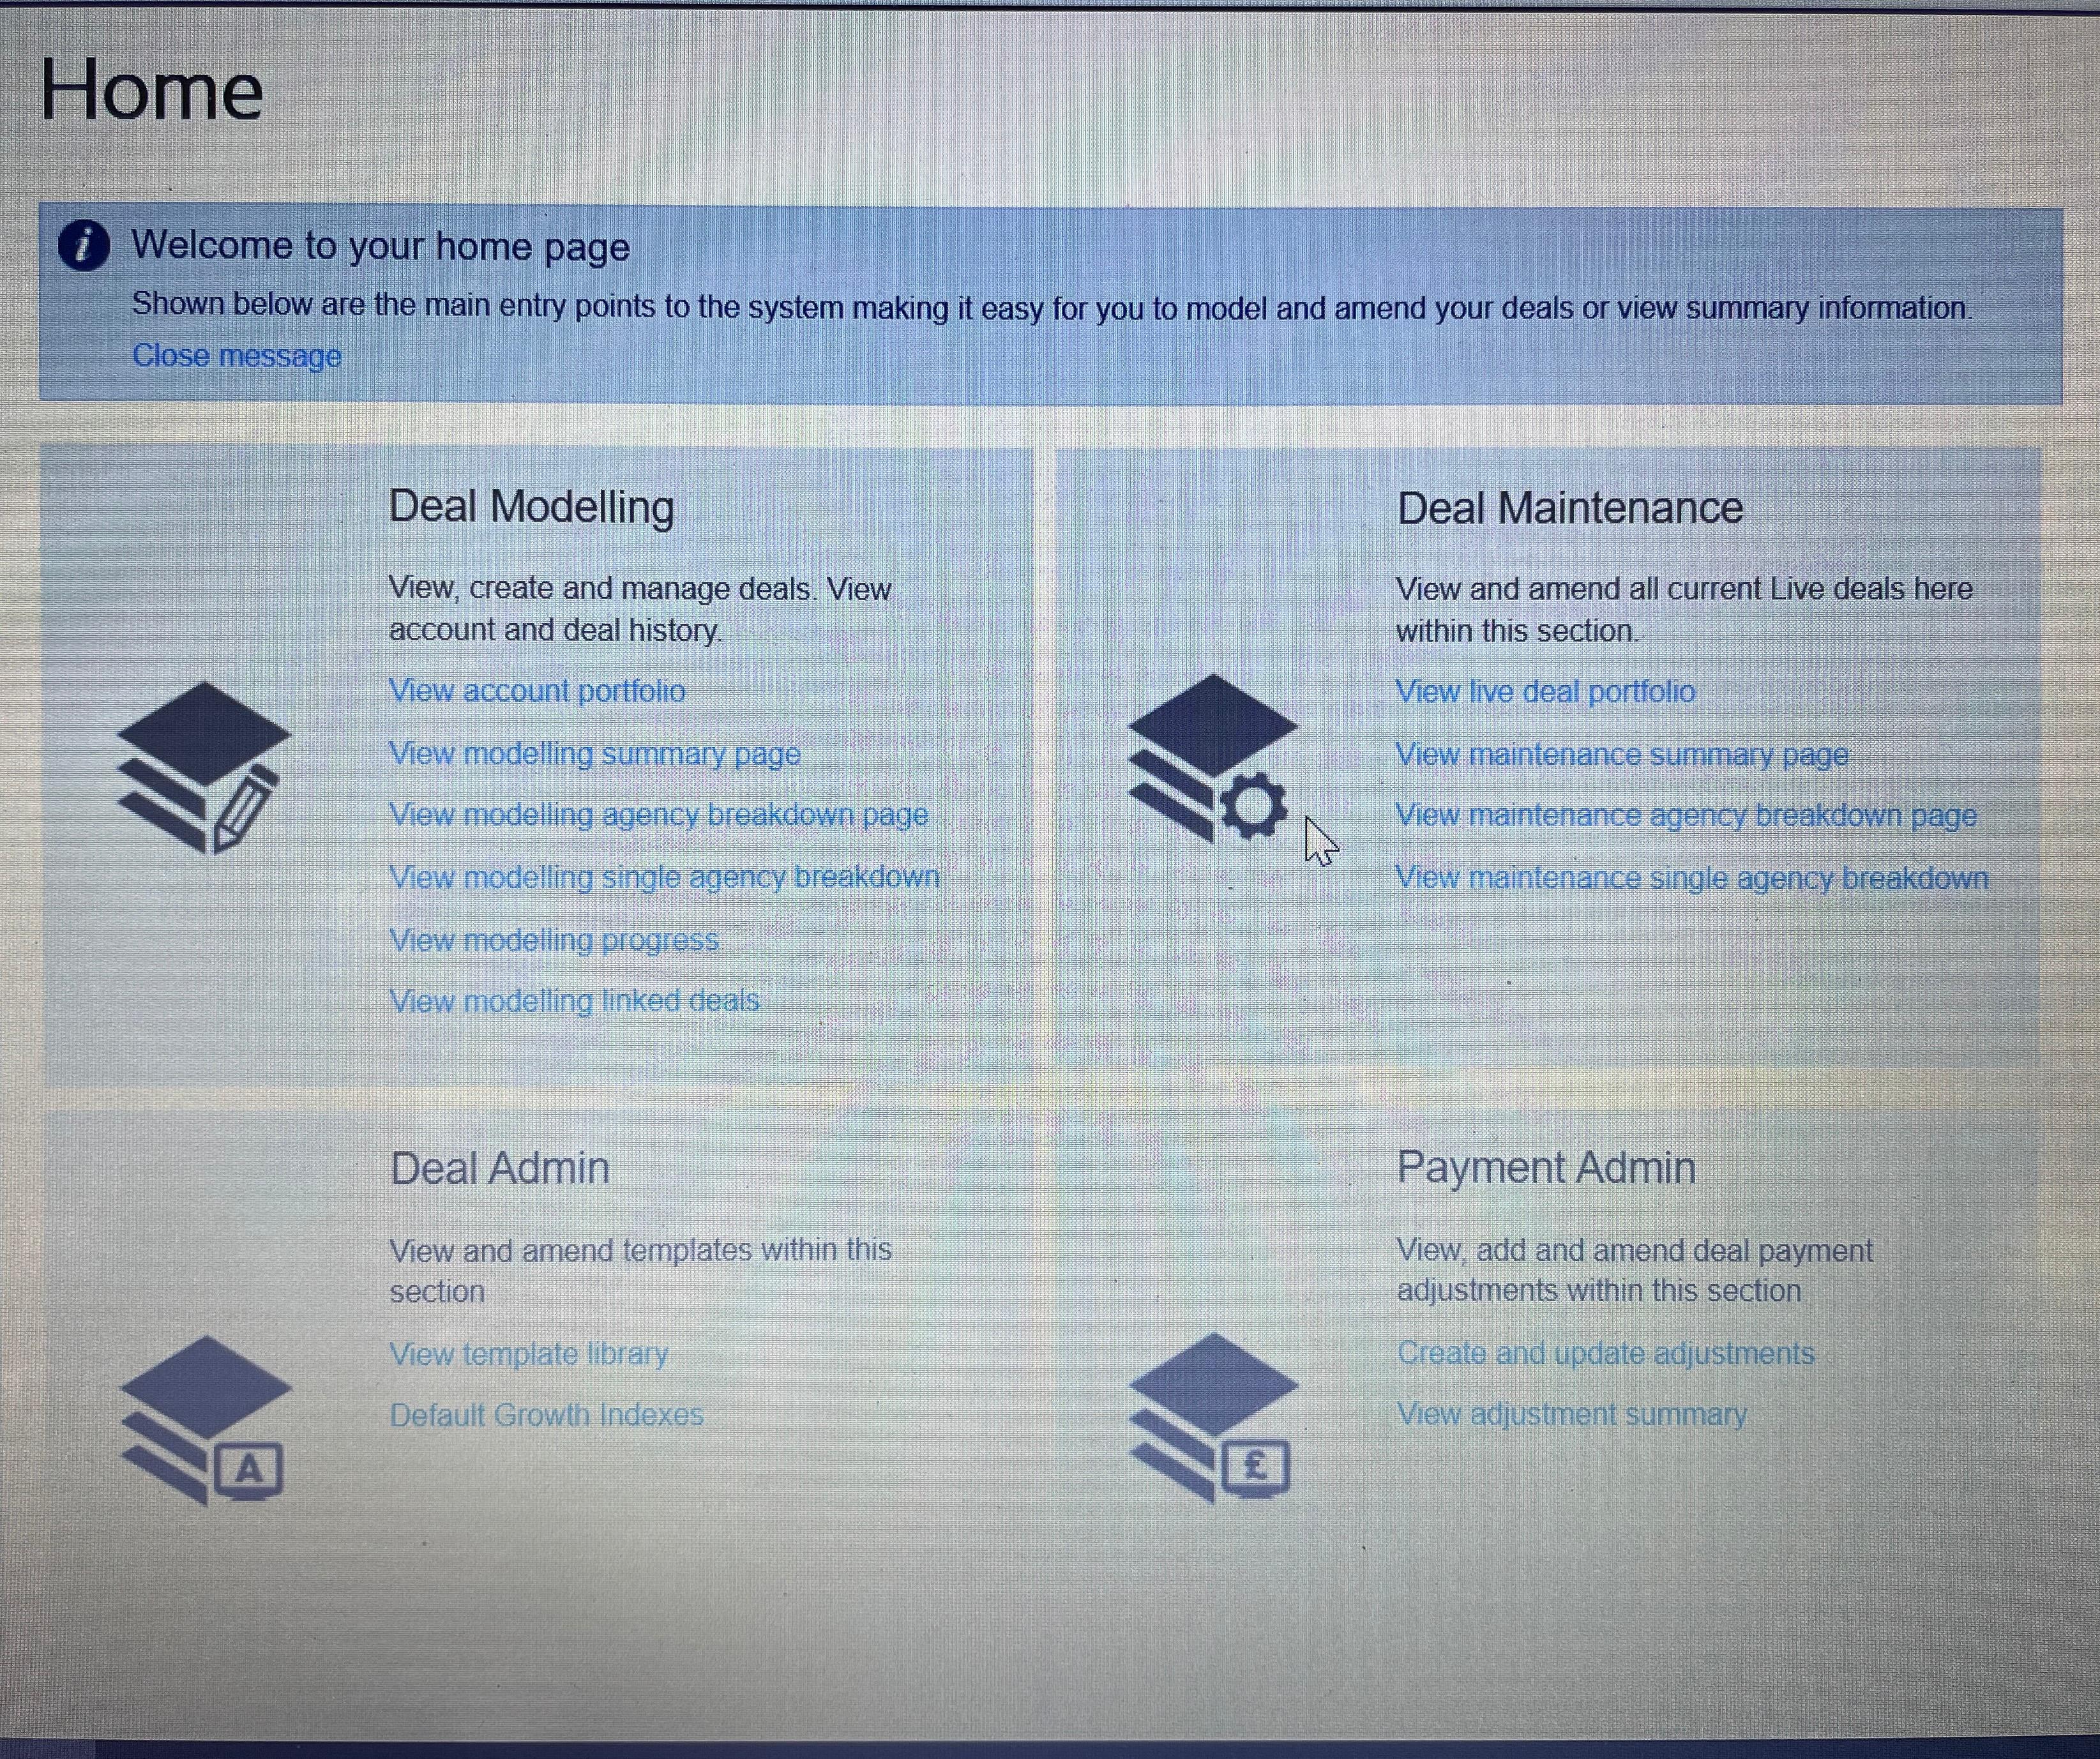 Home
Welcome to your home page
Shown below are the main entry points to the system making it easy for you to model and amend your deals or view summary information.
Close message
Deal Modelling
View, create and manage deals. View
account and deal history.
View account portfolio
View modelling summary page
View modelling agency breakdown page
View modelling single agency breakdown
View modelling progress
View modelling linked deals
Deal Maintenance
View and amend all current Live deals here
within this section.
View live deal portfolio
View maintenance summary page
View maintenance agency breakdown page
View maintenance single agency breakdown
Deal Admin
View and amend templates within this
section
View template library
Default Growth Indexes
A
Payment Admin
View, add and amend deal payment
adjustments within this section
Create and update adjustments
View adjustment summary
£